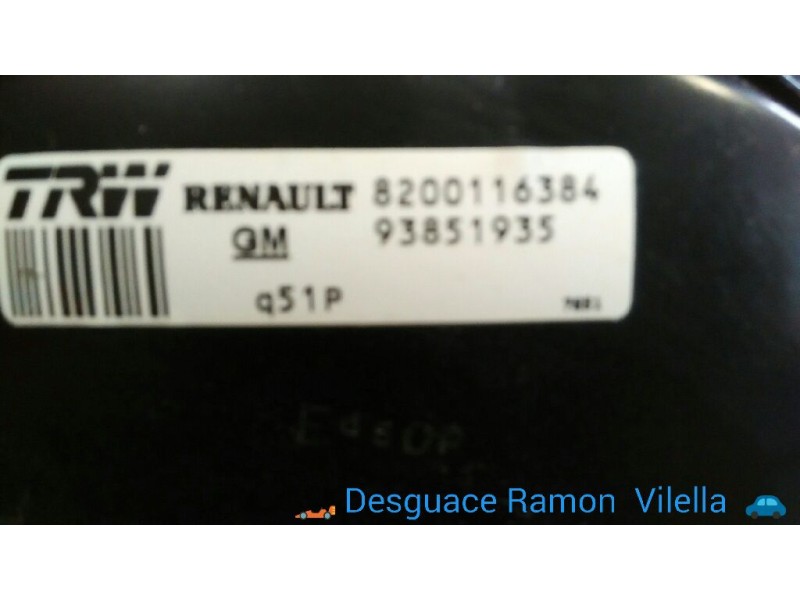 TRW RENAULT 8200116384
GM 93851935
q51P
Desguace Ramon Vilella